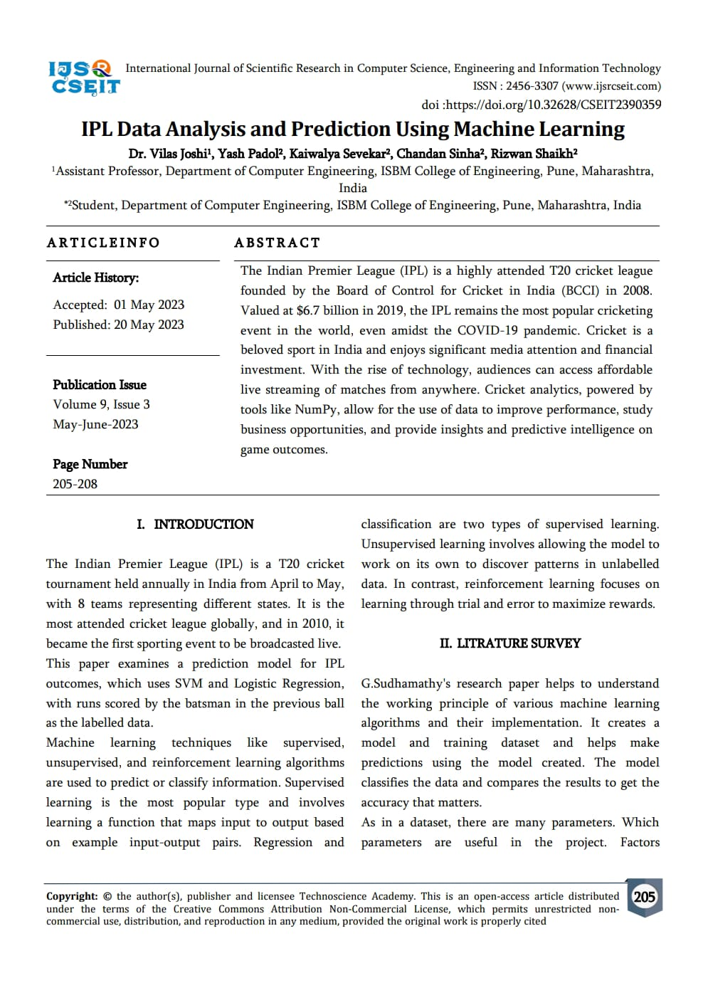 IJSR
CSEIT
International Journal of Scientific Research in Computer Science, Engineering and Information Technology
ISSN : 2456-3307 (www.ijsrcseit.com)
doi :https://doi.org/10.32628/CSEIT2390359
IPL Data Analysis and Prediction Using Machine Learning
Dr. Vilas Joshi¹, Yash Padol², Kaiwalya Sevekar², Chandan Sinha², Rizwan Shaikh²
¹Assistant Professor, Department of Computer Engineering, ISBM College of Engineering, Pune, Maharashtra,
India
*²Student, Department of Computer Engineering, ISBM College of Engineering, Pune, Maharashtra, India
ARTICLEINFO
Article History:
Accepted: 01 May 2023
Published: 20 May 2023
Publication Issue
Volume 9, Issue 3
May-June-2023
Page Number
205-208
ABSTRACT
The Indian Premier League (IPL) is a highly attended T20 cricket league
founded by the Board of Control for Cricket in India (BCCI) in 2008.
Valued at $6.7 billion in 2019, the IPL remains the most popular cricketing
event in the world, even amidst the COVID-19 pandemic. Cricket is a
beloved sport in India and enjoys significant media attention and financial
investment. With the rise of technology, audiences can access affordable
live streaming of matches from anywhere. Cricket analytics, powered by
tools like NumPy, allow for the use of data to improve performance, study
business opportunities, and provide insights and predictive intelligence on
game outcomes.
I. INTRODUCTION
The Indian Premier League (IPL) is a T20 cricket
tournament held annually in India from April to May,
with 8 teams representing different states. It is the
most attended cricket league globally, and in 2010, it
became the first sporting event to be broadcasted live.
This paper examines a prediction model for IPL
outcomes, which uses SVM and Logistic Regression,
with runs scored by the batsman in the previous ball
as the labelled data.
Machine learning techniques like supervised,
unsupervised, and reinforcement learning algorithms
are used to predict or classify information. Supervised
learning is the most popular type and involves
learning a function that maps input to output based
on example input-output pairs. Regression and
classification are two types of supervised learning.
Unsupervised learning involves allowing the model to
work on its own to discover patterns in unlabelled
data. In contrast, reinforcement learning focuses on
learning through trial and error to maximize rewards.
II. LITRATURE SURVEY
G.Sudhamathy's research paper helps to understand
the working principle of various machine learning
algorithms and their implementation. It creates a
model and training dataset and helps make
predictions using the model created. The model
classifies the data and compares the results to get the
accuracy that matters.
As in a dataset, there are many parameters. Which
parameters are useful in the project. Factors
Copyright: © the author(s), publisher and licensee Technoscience Academy. This is an open-access article distributed
under the terms of the Creative Commons Attribution Non-Commercial License, which permits unrestricted non-
commercial use, distribution, and reproduction in any medium, provided the original work is properly cited
205